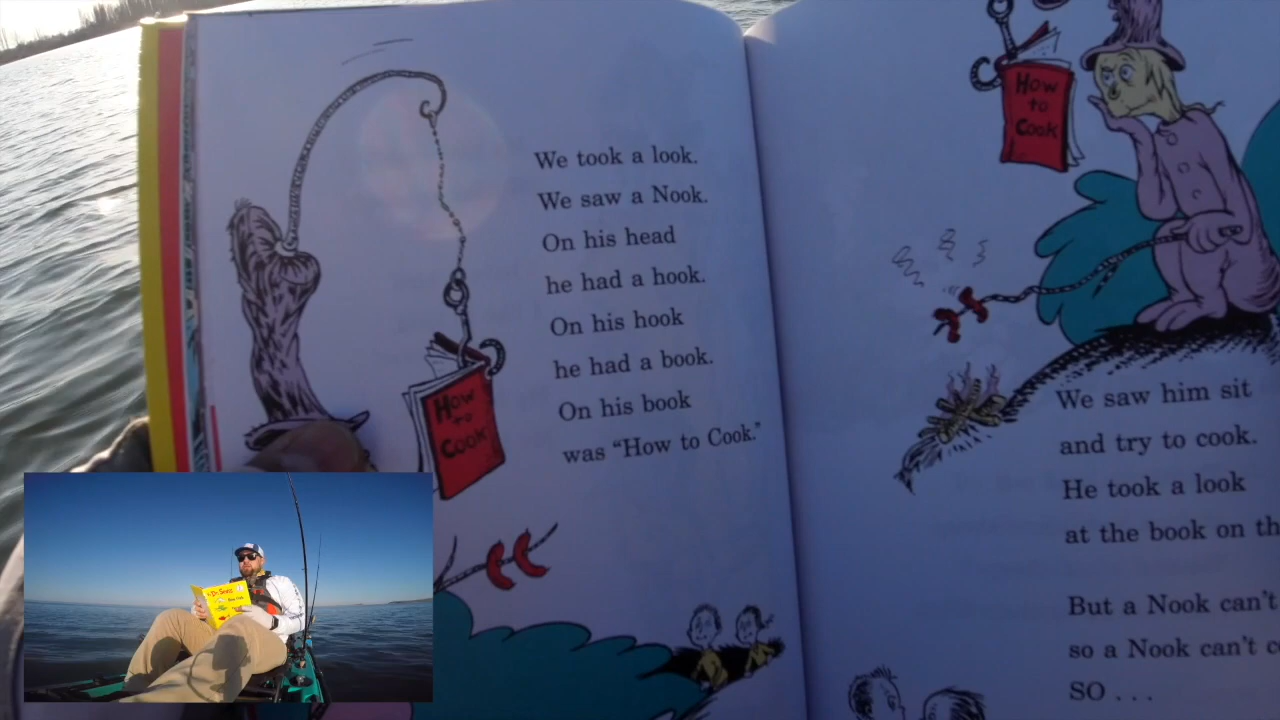 We took a look.
We saw a Nook.
On his head
he had a hook.
On his hook
he had a book.
On his book
was "How to Cook."
How
to
Cook
How
to
Cook
We saw him sit
and try to cook.
He took a look
at the book on
But a Nook can't
so a Nook can't
SO . . .
Dr. Seuss